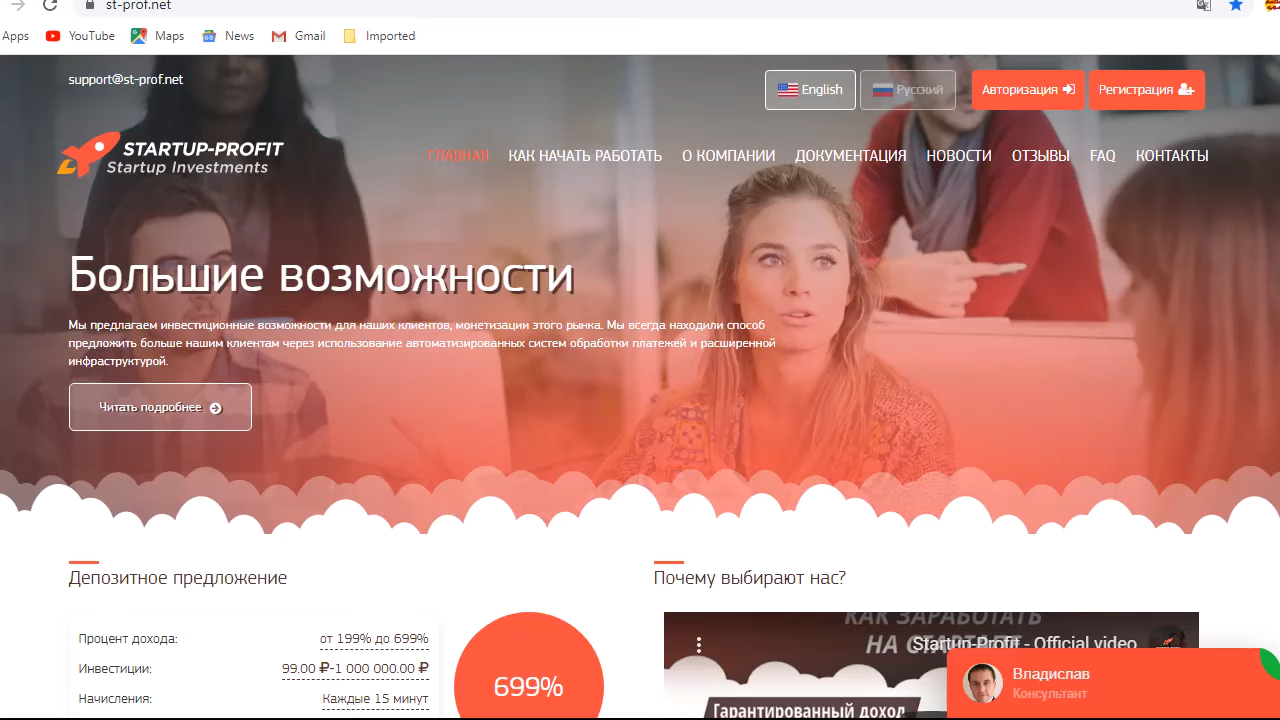 st-prof.net
Apps YouTube Maps News Gmail Imported
support@st-prof.net
English Русский Авторизация Регистрация
STARTUP-PROFIT
Startup Investments
ГЛАВНАЯ КАК НАЧАТЬ РАБОТАТЬ О КОМПАНИИ ДОКУМЕНТАЦИЯ НОВОСТИ ОТЗЫВЫ FAQ КОНТАКТЫ
Большие возможности
Мы предлагаем инвестиционные возможности для наших клиентов, монетизации этого рынка. Мы всегда находили способ
предложить больше нашим клиентам через использование автоматизированных систем обработки платежей и расширенной
инфраструктурой.
Читать подробнее
Депозитное предложение
Процент дохода: от 199% до 699%
Инвестиции: 99.00 ₽-1 000 000.00 ₽
Начисления: Каждые 15 минут
699%
Почему выбирают нас?
КАК ЗАРАБОТАТЬ
НА
Startup-Profit - Official video
Гарантированный доход
Владислав
Консультант